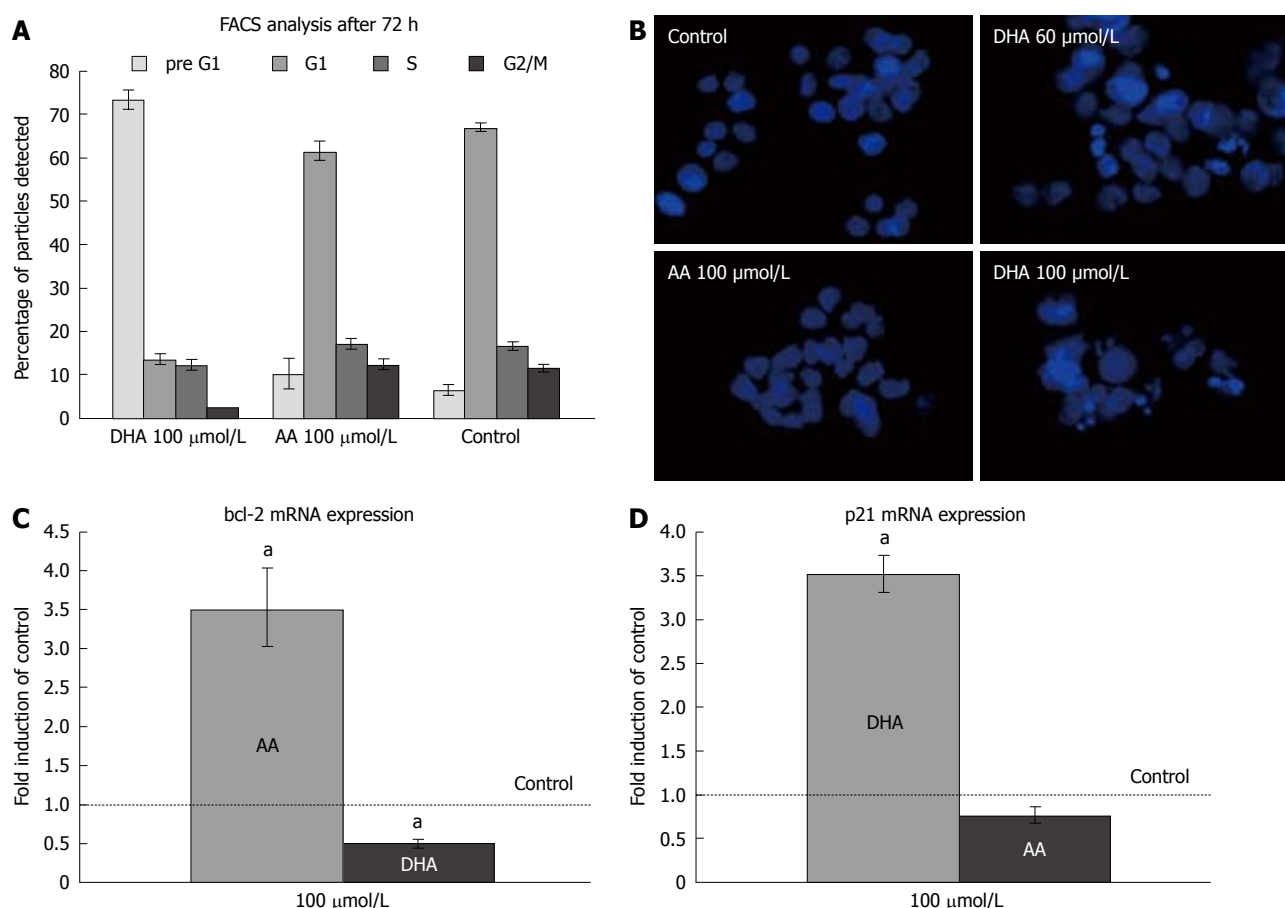 A
FACS analysis after 72 h
pre G1 G1 S G2/M
Percentage of particles detected
80
70
60
50
40
30
20
10
0
DHA 100 μmol/L AA 100 μmol/L Control
B
Control
DHA 60 μmol/L
AA 100 μmol/L
DHA 100 μmol/L
C
bcl-2 mRNA expression
Fold induction of control
4.5
4.0
3.5
3.0
2.5
2.0
1.5
1.0
0.5
0
a
AA
Control
a
DHA
100 μmol/L
D
p21 mRNA expression
Fold induction of control
4.0
3.5
3.0
2.5
2.0
1.5
1.0
0.5
0
a
DHA
Control
AA
100 μmol/L